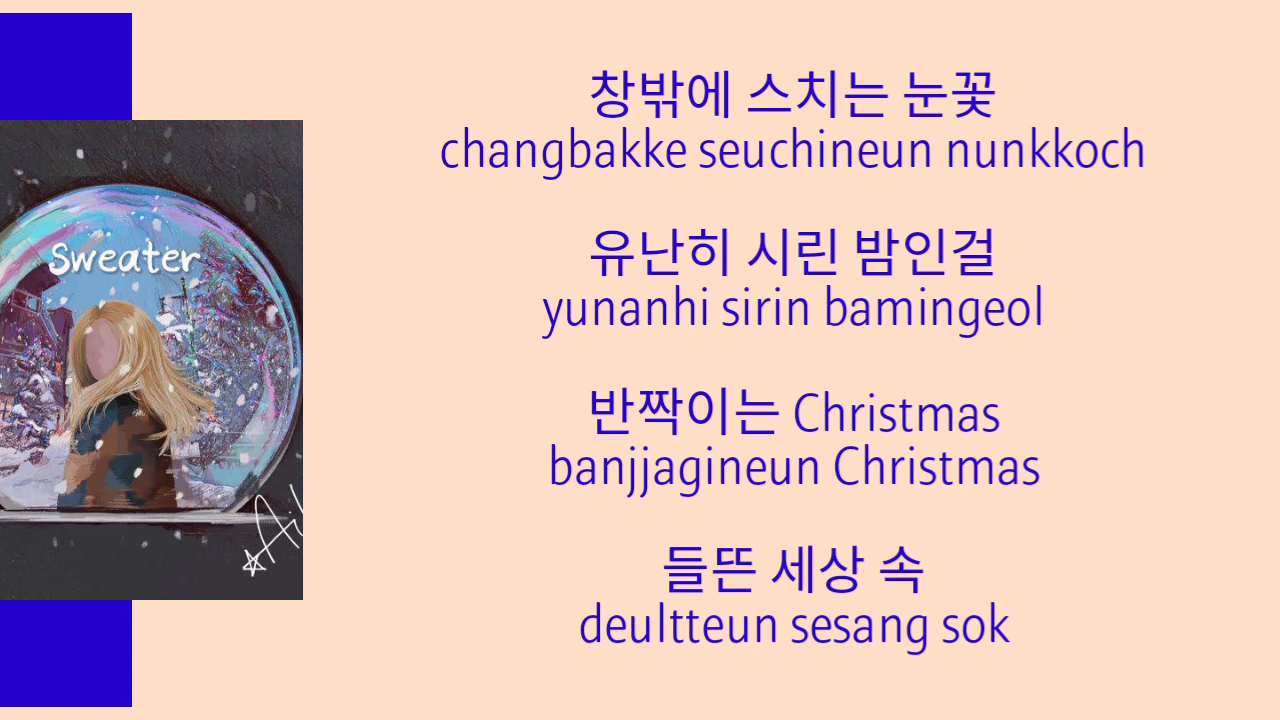 Sweater
창밖에 스치는 눈꽃
changbakke seuchineun nunkkoch
유난히 시린 밤인걸
yunanhi sirin bamingeol
반짝이는 Christmas
banjjagineun Christmas
들뜬 세상 속
deultteun sesang sok